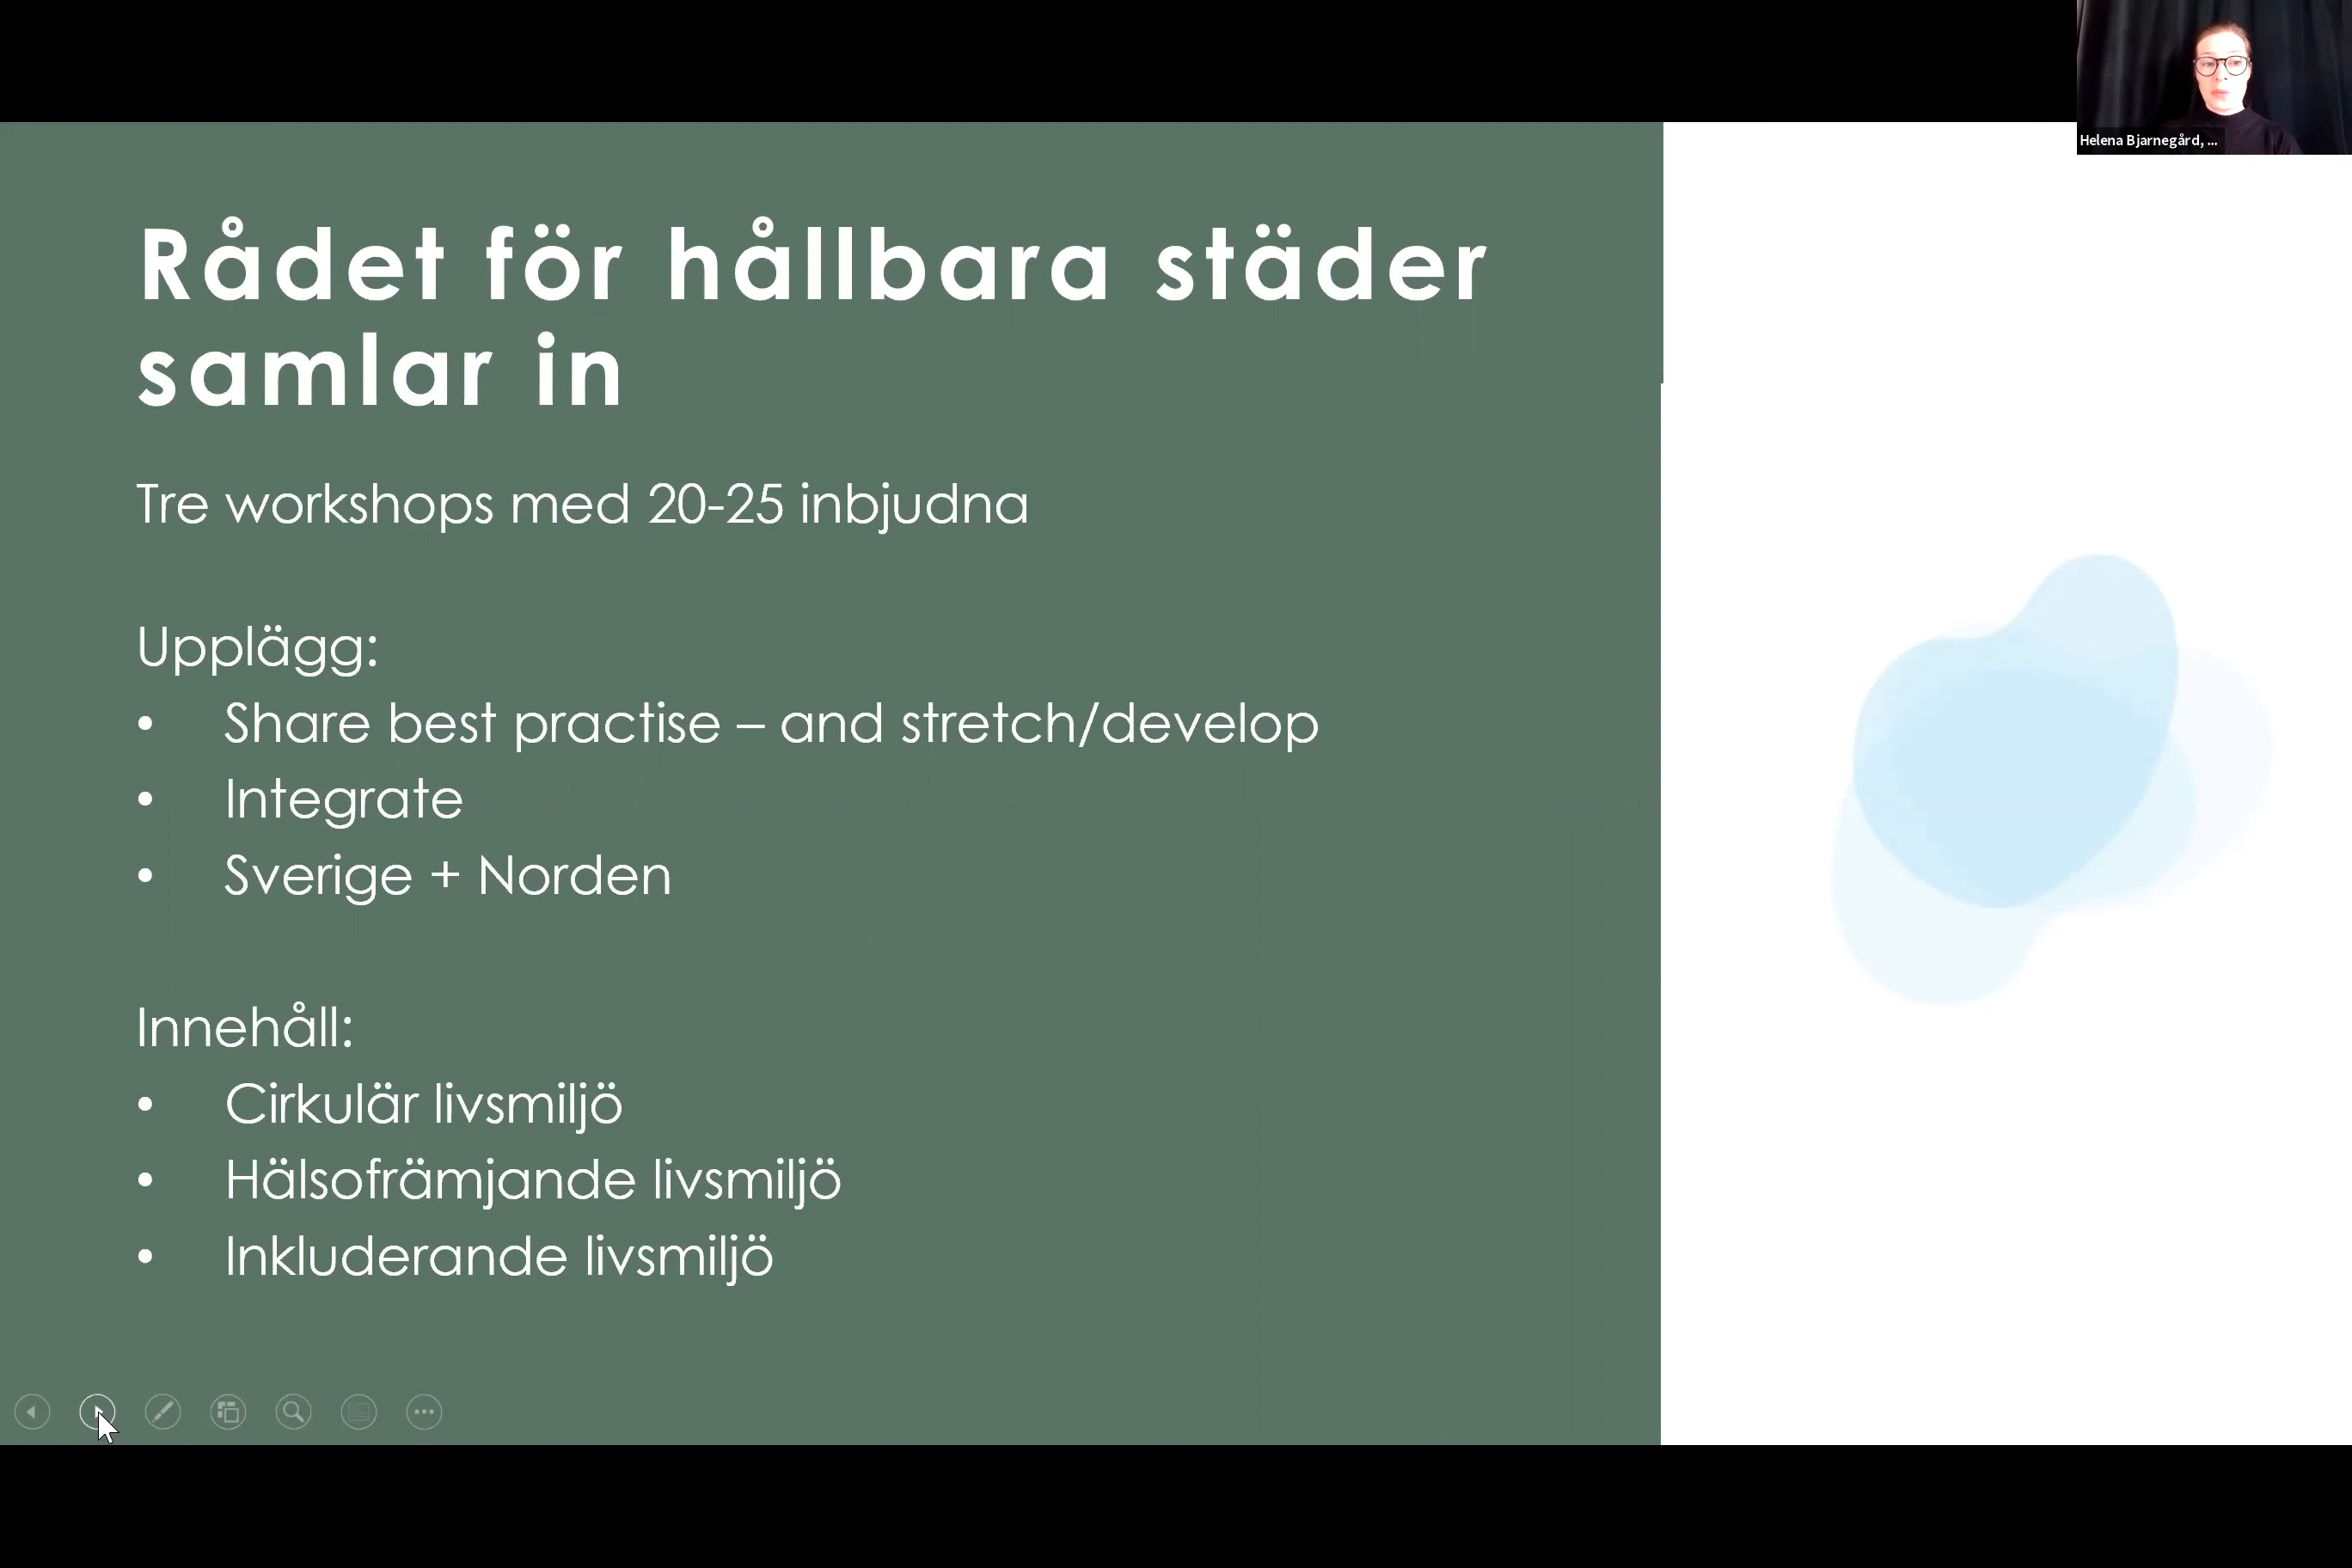 Helena Bjarnegård, ...
Rådet för hållbara städer
samlar in
Tre workshops med 20-25 inbjudna
Upplägg:
• Share best practise – and stretch/develop
• Integrate
• Sverige + Norden
Innehåll:
• Cirkulär livsmiljö
• Hälsofrämjande livsmiljö
• Inkluderande livsmiljö